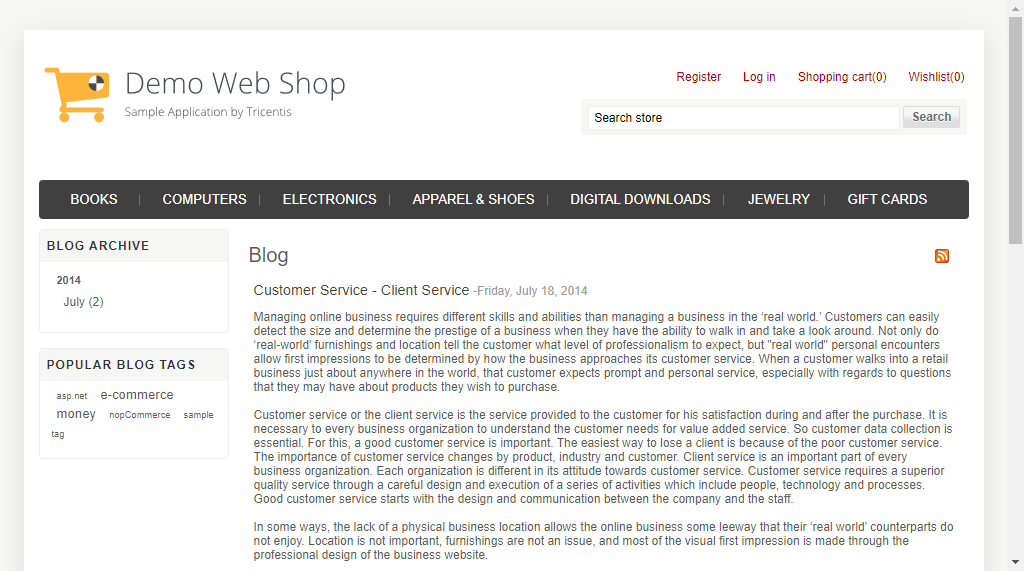 Demo Web Shop
Sample Application by Tricentis
Register Log in Shopping cart(0) Wishlist(0)
Search store Search
BOOKS | COMPUTERS | ELECTRONICS | APPAREL & SHOES | DIGITAL DOWNLOADS | JEWELRY | GIFT CARDS
BLOG ARCHIVE
2014
July (2)
POPULAR BLOG TAGS
asp.net e-commerce
money nopCommerce sample
tag
Blog
Customer Service - Client Service -Friday, July 18, 2014
Managing online business requires different skills and abilities than managing a business in the ‘real world.’ Customers can easily
detect the size and determine the prestige of a business when they have the ability to walk in and take a look around. Not only do
‘real-world’ furnishings and location tell the customer what level of professionalism to expect, but "real world" personal encounters
allow first impressions to be determined by how the business approaches its customer service. When a customer walks into a retail
business just about anywhere in the world, that customer expects prompt and personal service, especially with regards to questions
that they may have about products they wish to purchase.
Customer service or the client service is the service provided to the customer for his satisfaction during and after the purchase. It is
necessary to every business organization to understand the customer needs for value added service. So customer data collection is
essential. For this, a good customer service is important. The easiest way to lose a client is because of the poor customer service.
The importance of customer service changes by product, industry and customer. Client service is an important part of every
business organization. Each organization is different in its attitude towards customer service. Customer service requires a superior
quality service through a careful design and execution of a series of activities which include people, technology and processes.
Good customer service starts with the design and communication between the company and the staff.
In some ways, the lack of a physical business location allows the online business some leeway that their ‘real world’ counterparts do
not enjoy. Location is not important, furnishings are not an issue, and most of the visual first impression is made through the
professional design of the business website.